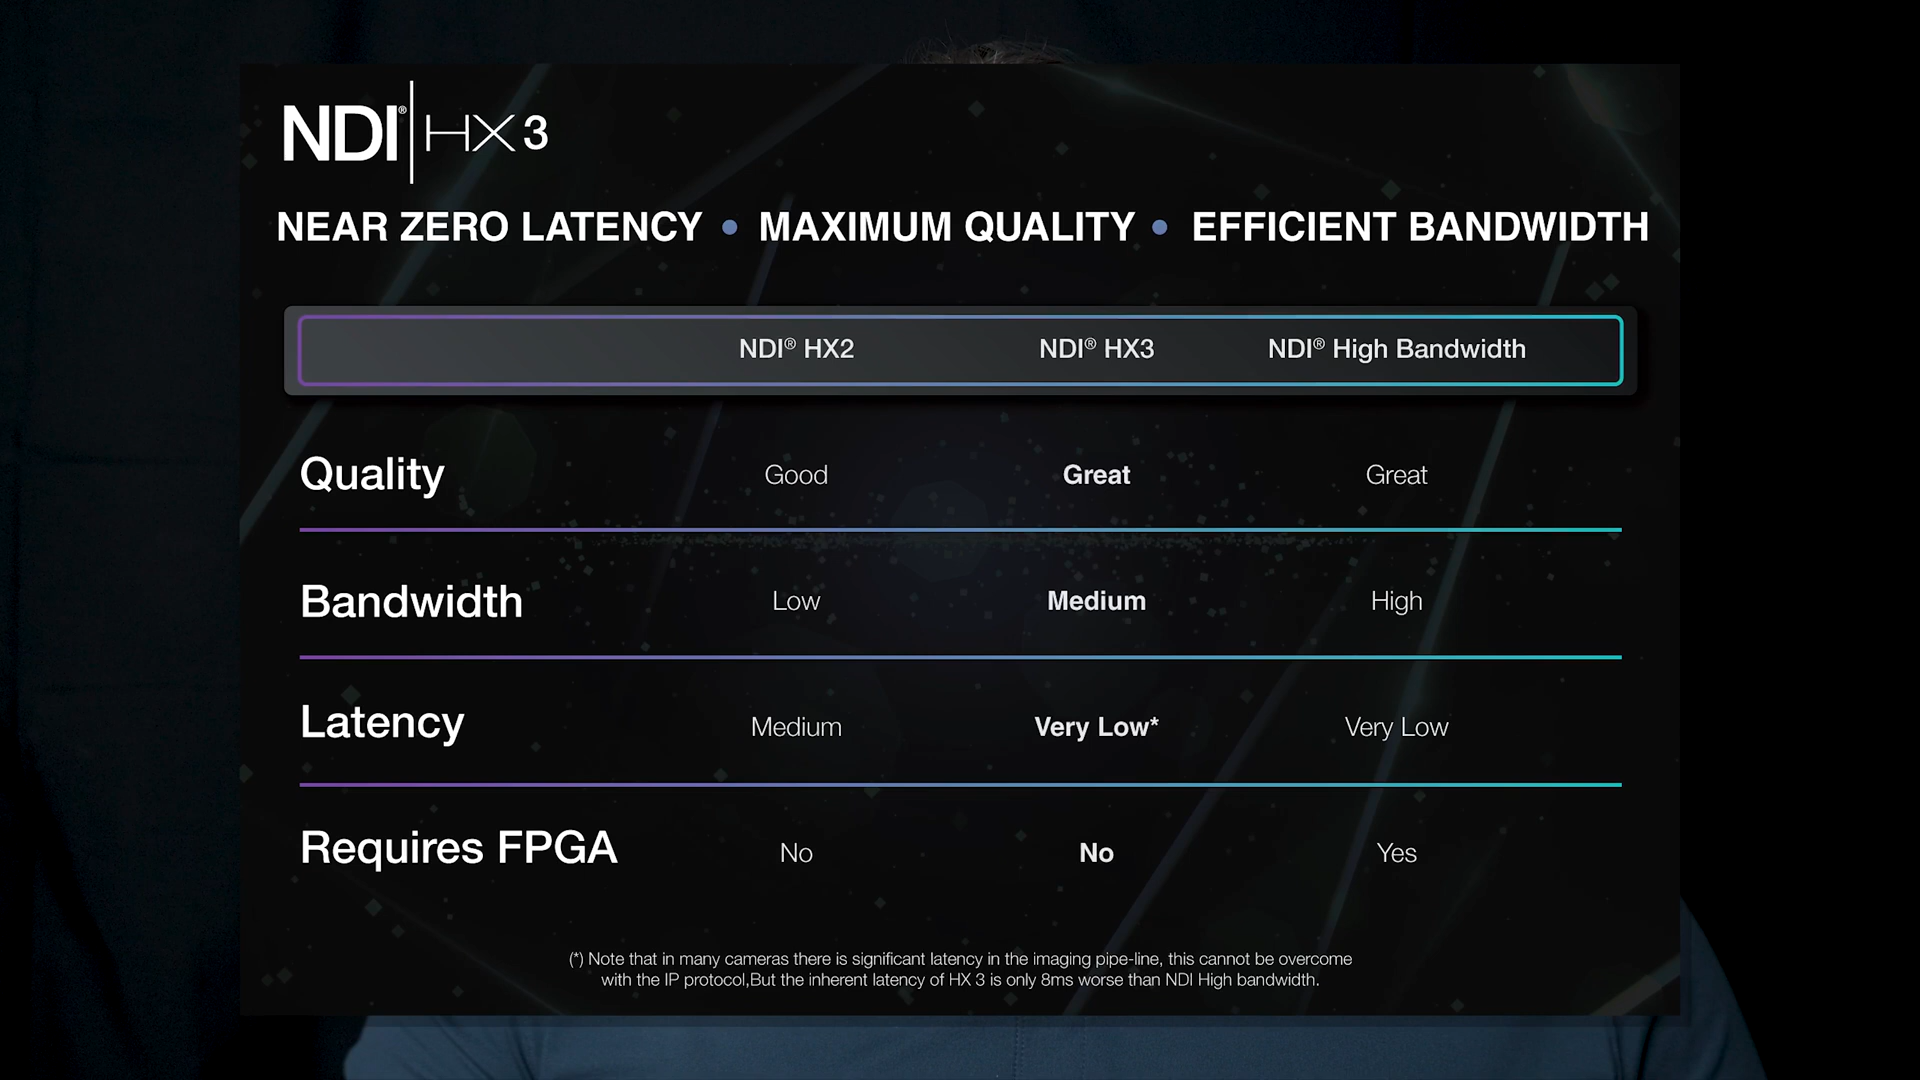 NDI® HX 3
NEAR ZERO LATENCY • MAXIMUM QUALITY • EFFICIENT BANDWIDTH
NDI® HX2 NDI® HX3 NDI® High Bandwidth
Quality Good Great Great
Bandwidth Low Medium High
Latency Medium Very Low* Very Low
Requires FPGA No No Yes
(*) Note that in many cameras there is significant latency in the imaging pipe-line, this cannot be overcome
with the IP protocol,But the inherent latency of HX 3 is only 8ms worse than NDI High bandwidth.